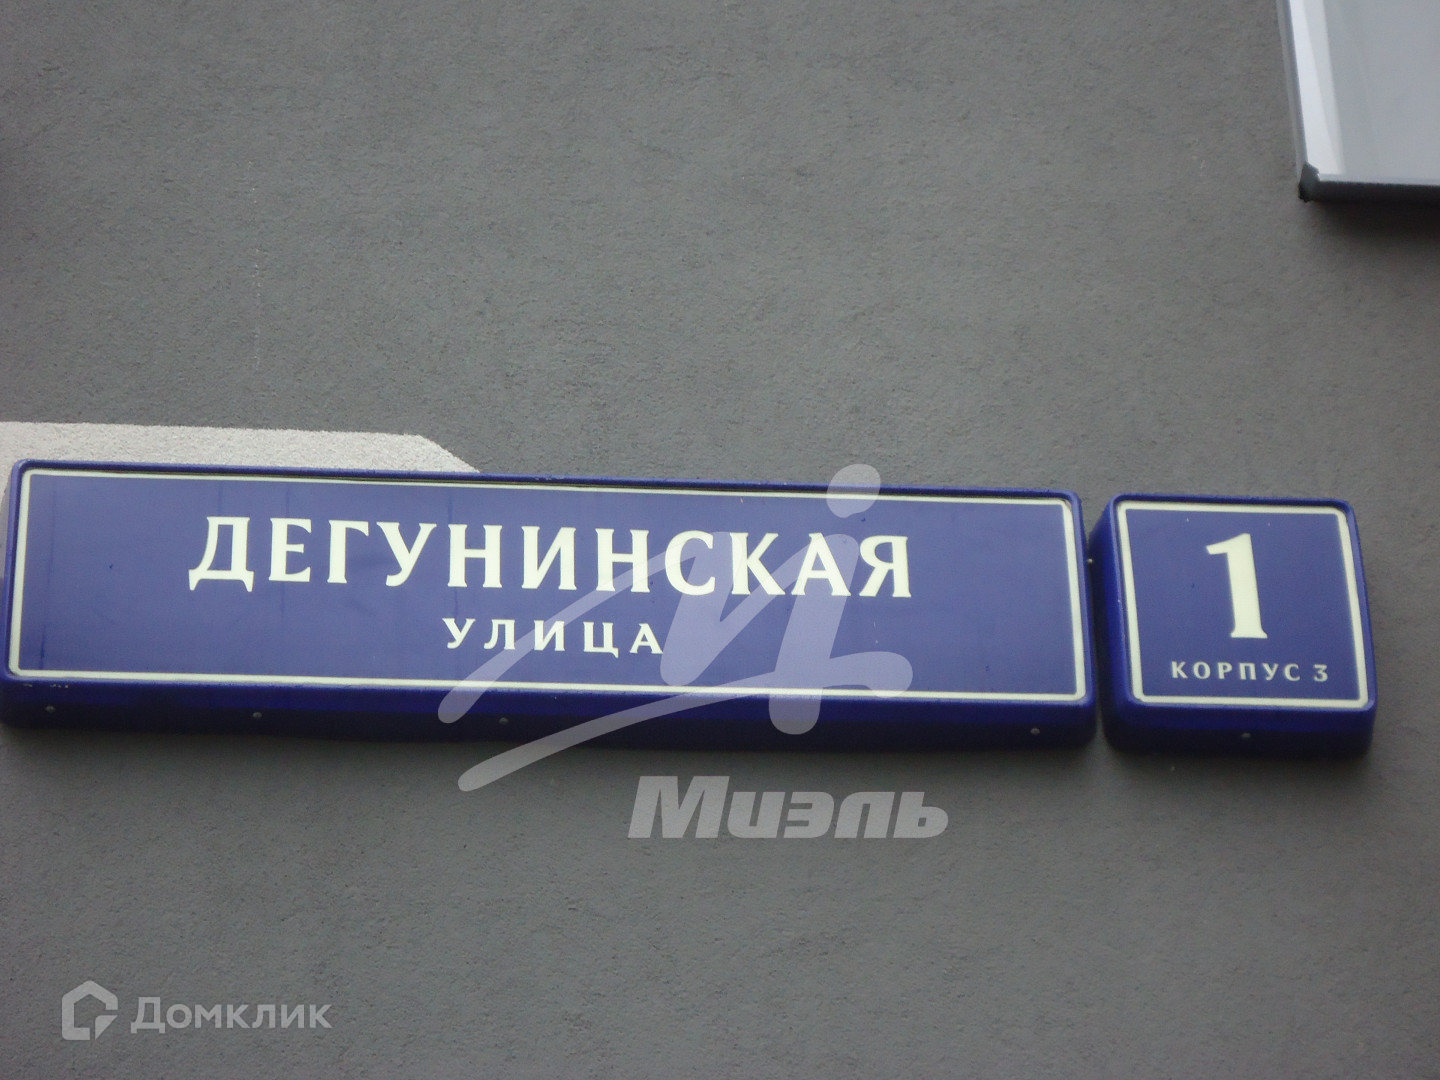 ДЕГУНИНСКАЯ
УЛИЦА
1
КОРПУС 3
Миэль
Домклик